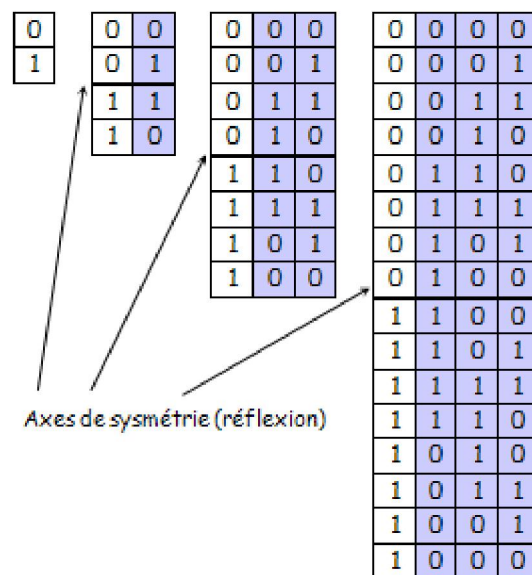 0 0 0 0 0 0 0 0 0 0
1 0 1 0 0 1 0 0 0 1
1 1 0 1 1 0 0 1 1
1 0 0 1 0 0 0 1 0
1 1 0 0 1 1 0
1 1 1 0 1 1 1
1 0 1 0 1 0 1
1 0 0 0 1 0 0
1 1 0 0
1 1 0 1
1 1 1 1
Axes de sysmétrie (réflexion)
1 1 1 0
1 0 1 0
1 0 1 1
1 0 0 1
1 0 0 0